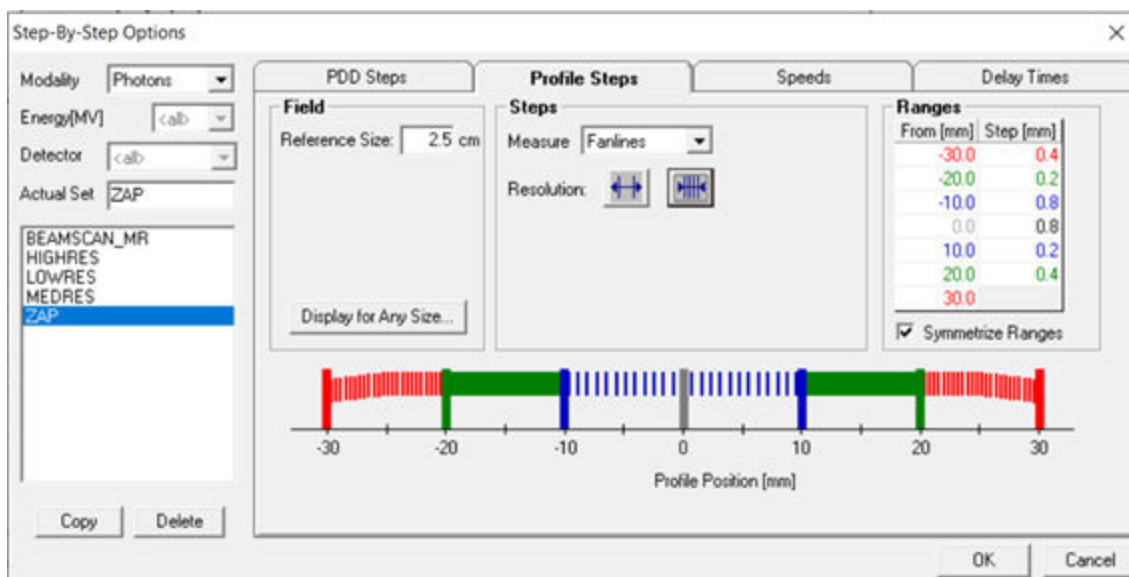 Step-By-Step Options
Modality Photons
Energy[MV] <all>
Detector <all>
Actual Set ZAP
BEAMSCAN_MR
HIGHRES
LOWRES
MEDRES
ZAP
Copy Delete
PDD Steps Profile Steps Speeds Delay Times
Field
Reference Size: 2.5 cm
Display for Any Size...
Steps
Measure Fanlines
Resolution:
Ranges
From [mm] Step [mm]
-30.0 0.4
-20.0 0.2
-10.0 0.8
0.0 0.8
10.0 0.2
20.0 0.4
30.0
Symmetrize Ranges
-30 -20 -10 0 10 20 30
Profile Position [mm]
OK Cancel